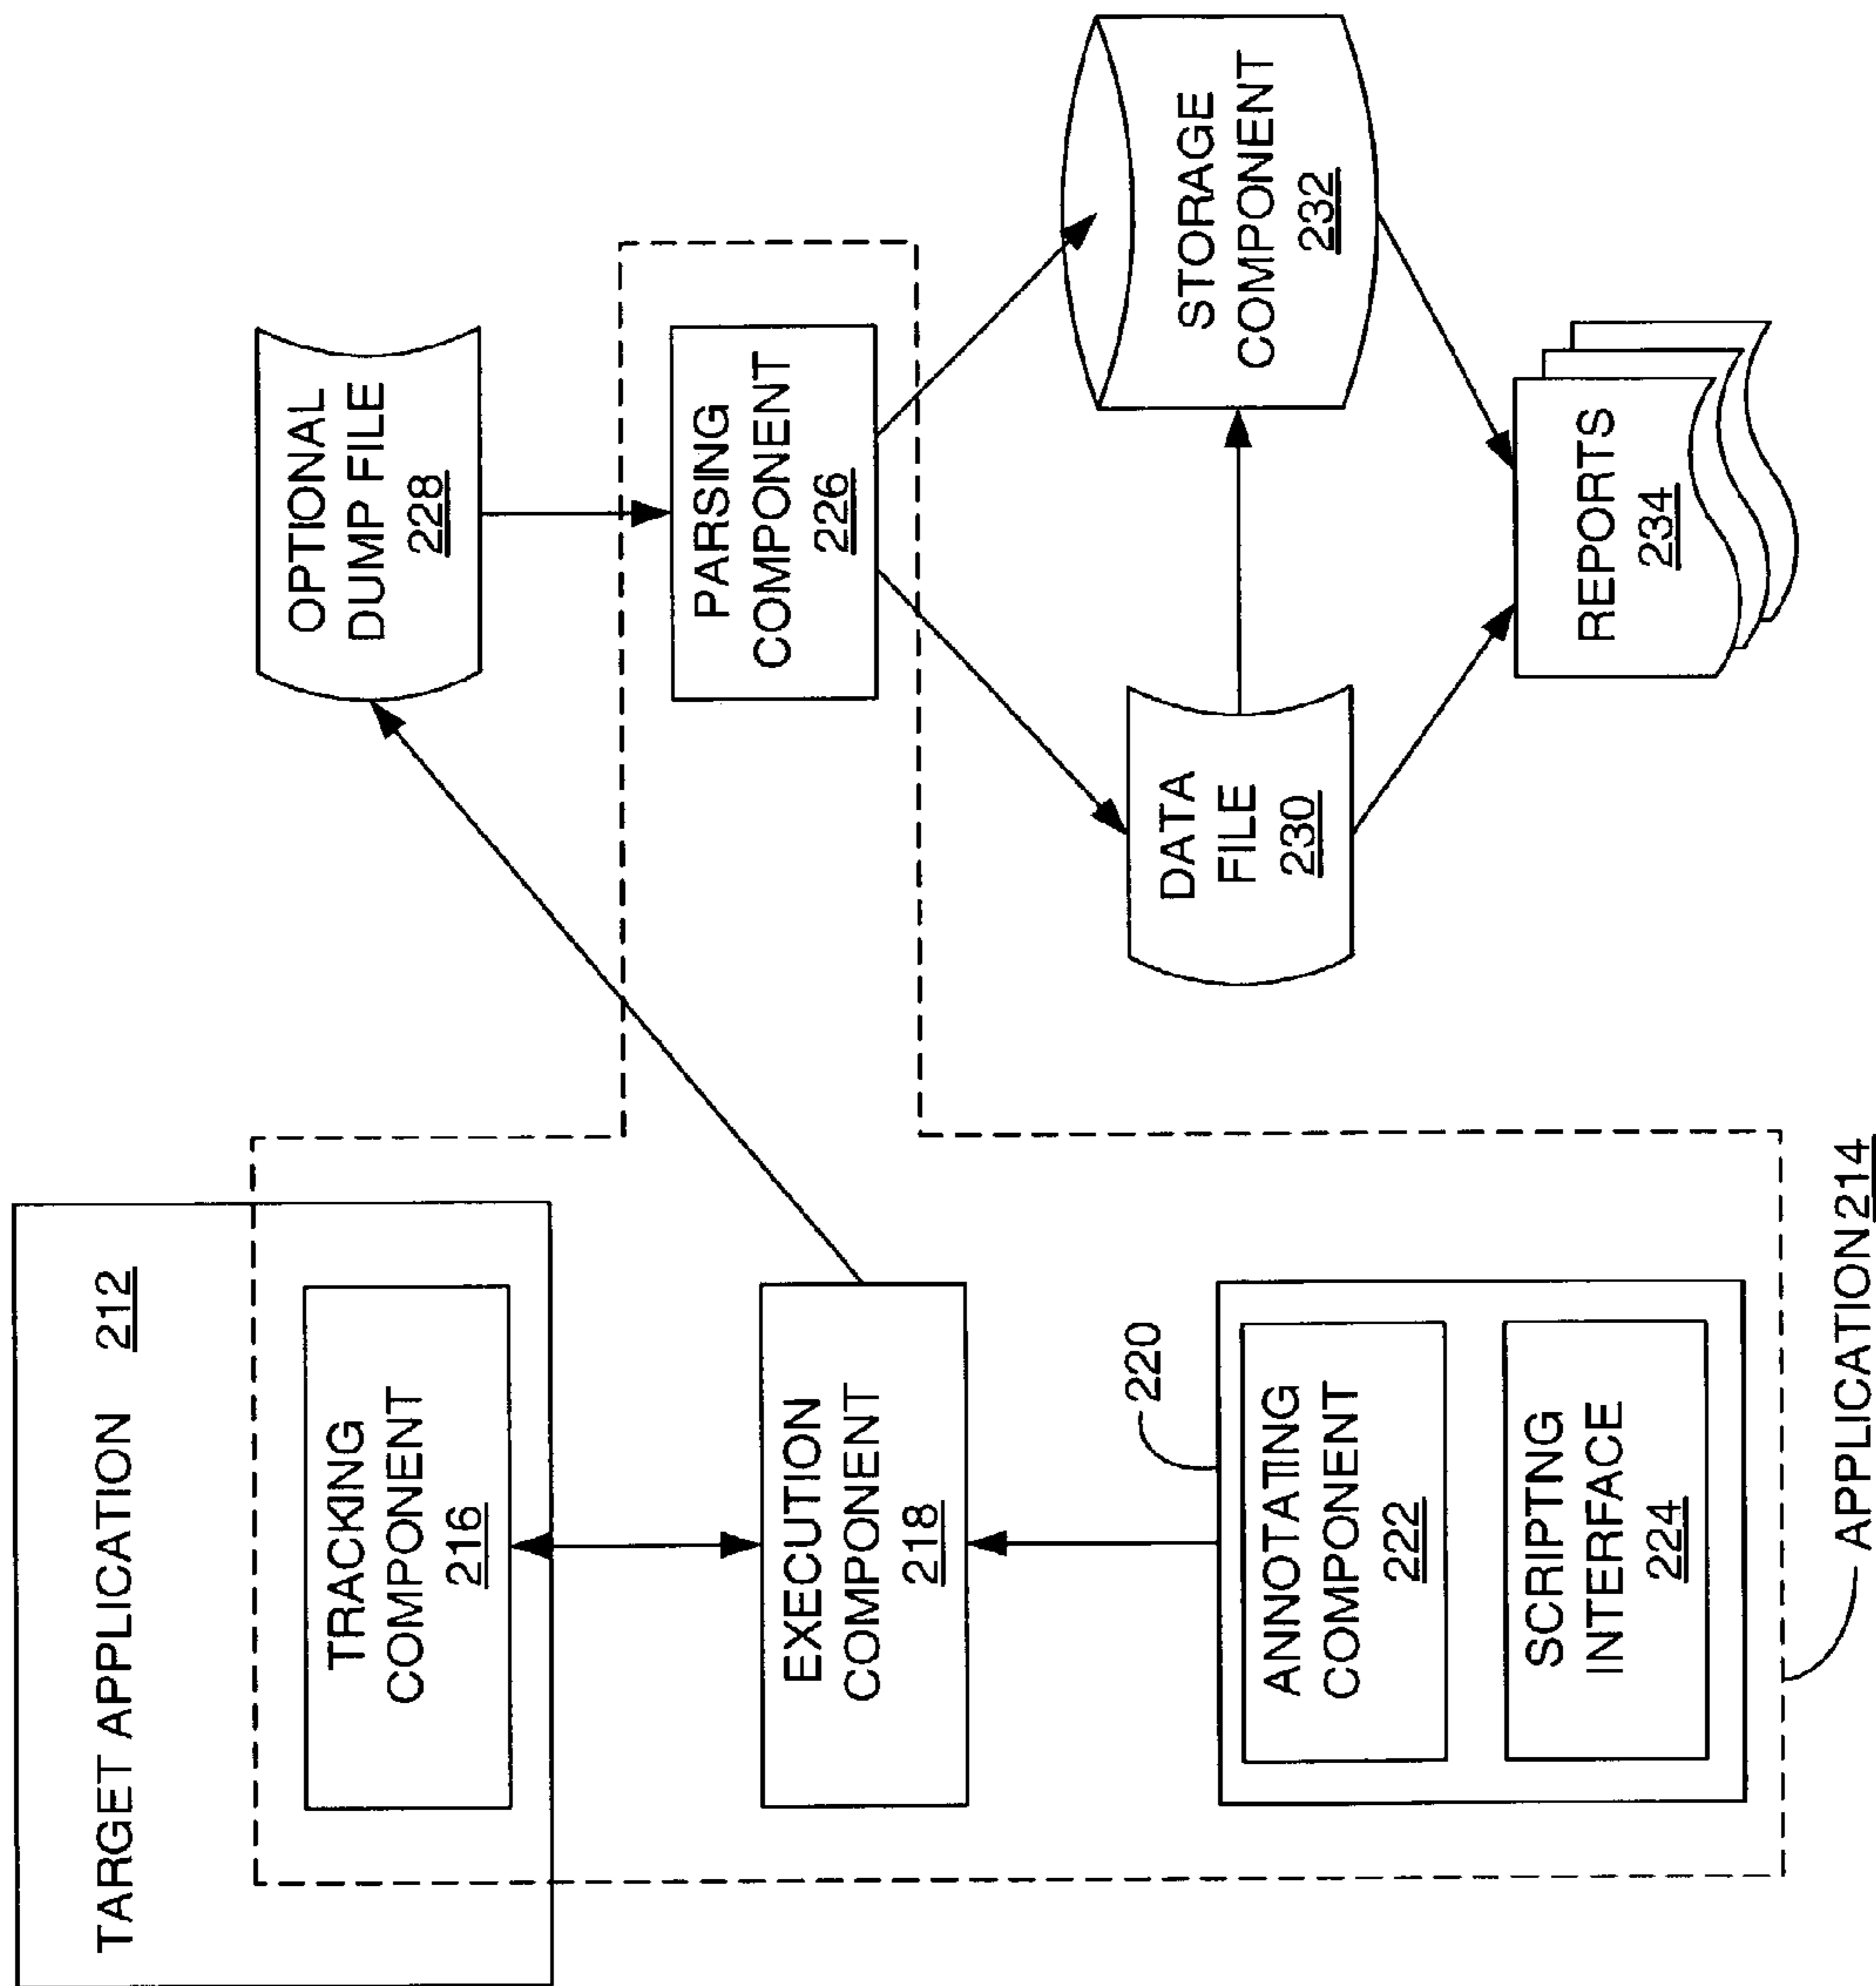 TARGET APPLICATION 212
TRACKING
COMPONENT
216
EXECUTION
COMPONENT
218
220
ANNOTATING
COMPONENT
222
SCRIPTING
INTERFACE
224
APPLICATION 214
OPTIONAL
DUMP FILE
228
PARSING
COMPONENT
226
DATA
FILE
230
STORAGE
COMPONENT
232
REPORTS
234